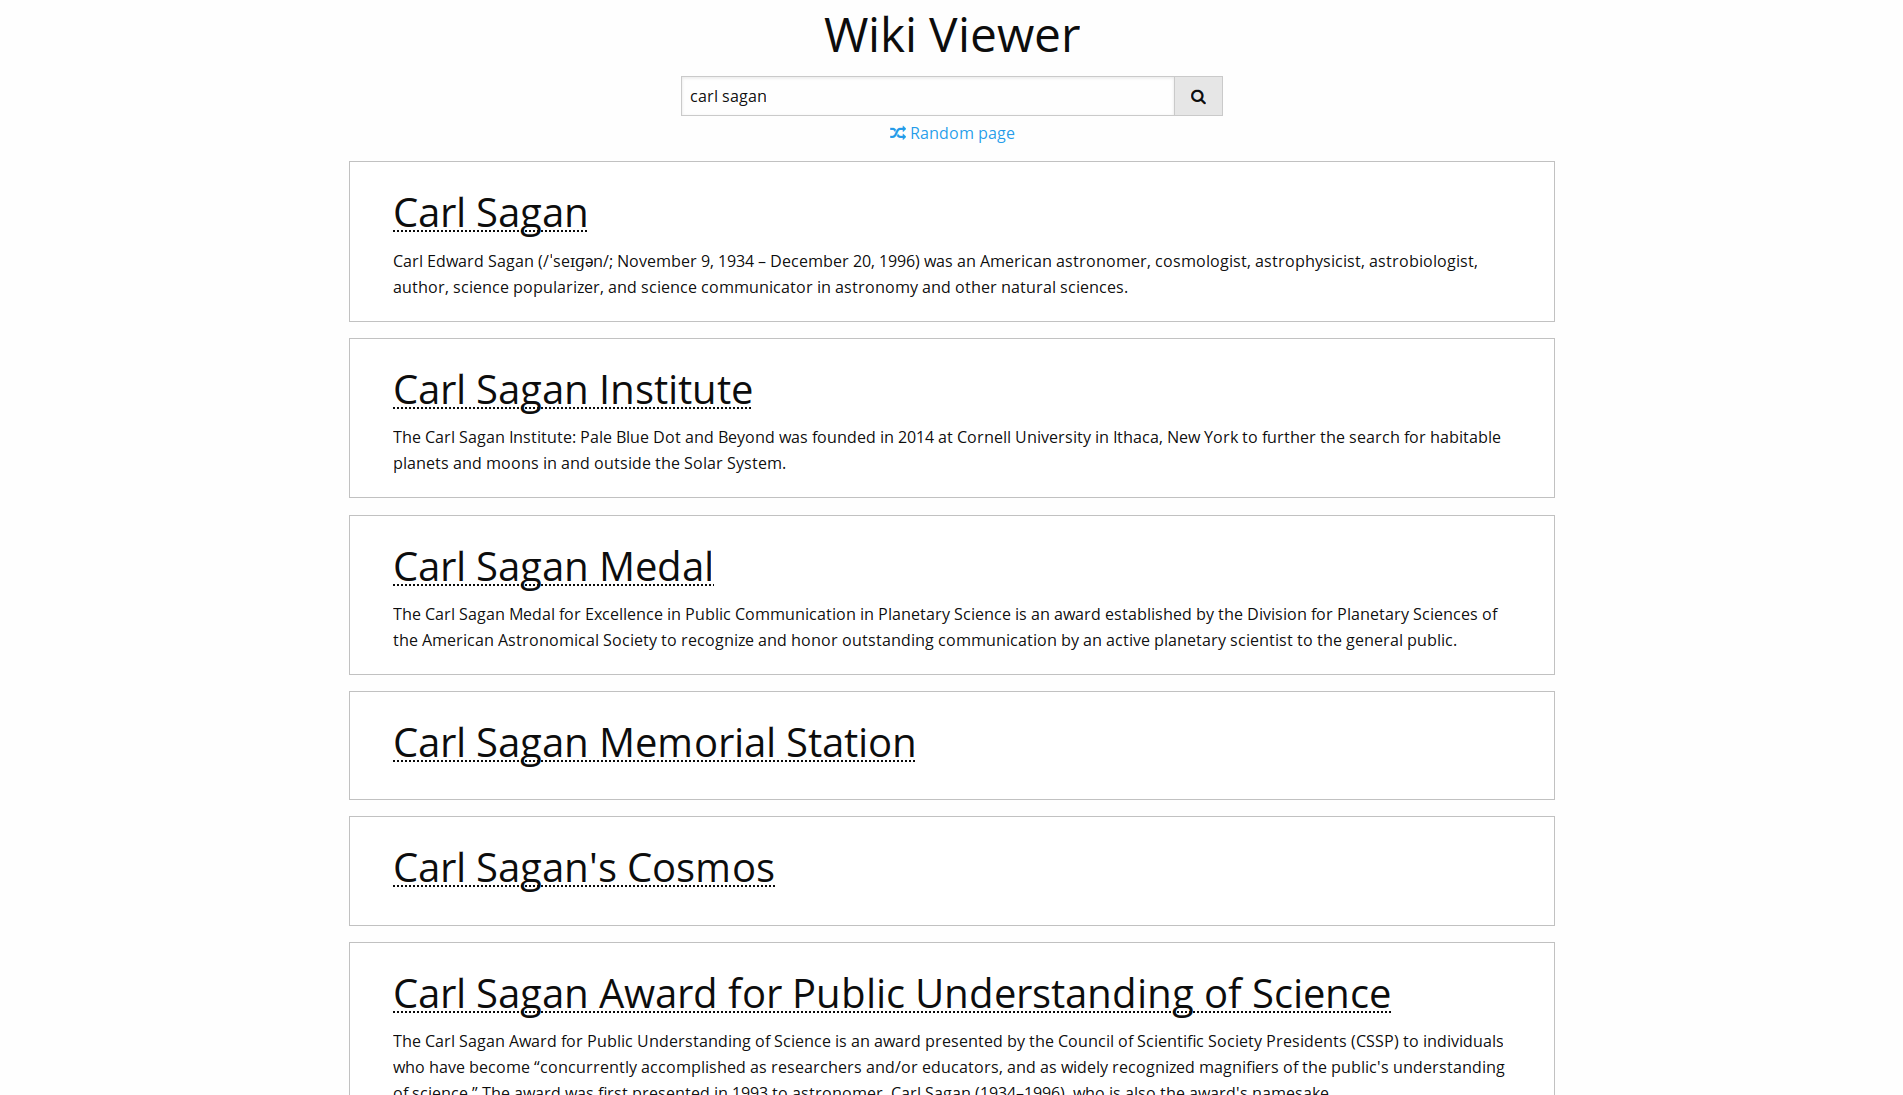 Wiki Viewer
carl sagan
Random page
Carl Sagan
Carl Edward Sagan (/ˈseɪɡən/; November 9, 1934 – December 20, 1996) was an American astronomer, cosmologist, astrophysicist, astrobiologist,
author, science popularizer, and science communicator in astronomy and other natural sciences.
Carl Sagan Institute
The Carl Sagan Institute: Pale Blue Dot and Beyond was founded in 2014 at Cornell University in Ithaca, New York to further the search for habitable
planets and moons in and outside the Solar System.
Carl Sagan Medal
The Carl Sagan Medal for Excellence in Public Communication in Planetary Science is an award established by the Division for Planetary Sciences of
the American Astronomical Society to recognize and honor outstanding communication by an active planetary scientist to the general public.
Carl Sagan Memorial Station
Carl Sagan's Cosmos
Carl Sagan Award for Public Understanding of Science
The Carl Sagan Award for Public Understanding of Science is an award presented by the Council of Scientific Society Presidents (CSSP) to individuals
who have become “concurrently accomplished as researchers and/or educators, and as widely recognized magnifiers of the public's understanding
of science.” The award was first presented in 1993 to astronomer, Carl Sagan (1934–1996), who is also the award's namesake.